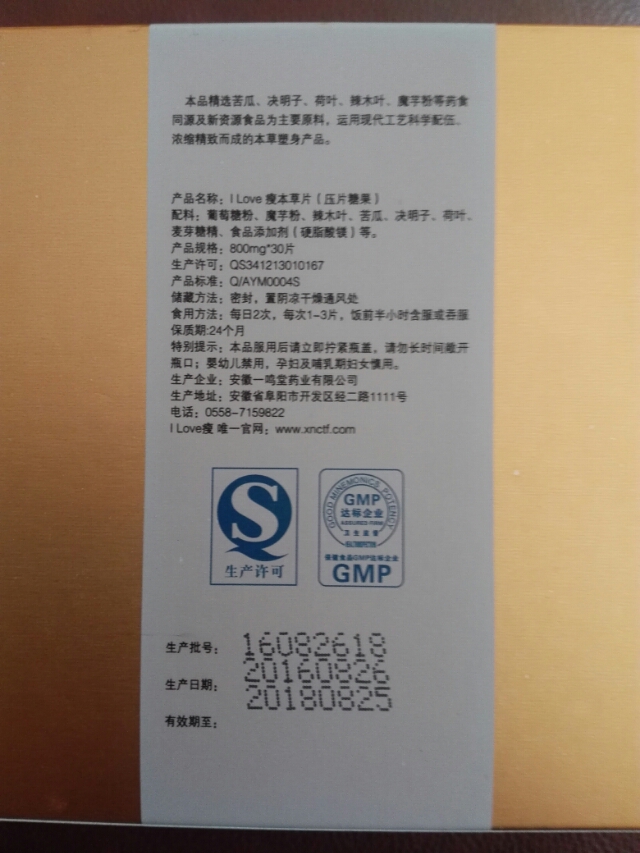 本品精选苦瓜、决明子、荷叶、辣木叶、魔芋粉等药食
同源及新资源食品为主要原料，运用现代工艺科学配伍、
浓缩精致而成的本草塑身产品。
产品名称：I Love 瘦本草片（压片糖果）
配料：葡萄糖粉、魔芋粉、辣木叶、苦瓜、决明子、荷叶、
麦芽糖精、食品添加剂（硬脂酸镁）等。
产品规格：800mg*30片
生产许可：QS341213010167
产品标准：Q/AYM0004S
储藏方法：密封，置阴凉干燥通风处
食用方法：每日2次，每次1-3片，饭前半小时含服或吞服
保质期:24个月
特别提示：本品服用后请立即拧紧瓶盖，请勿长时间敞开
瓶口；婴幼儿禁用，孕妇及哺乳期妇女慎用。
生产企业：安徽一鸣堂药业有限公司
生产地址：安徽省阜阳市开发区经二路1111号
电话：0558-7159822
I Love瘦 唯一官网：www.xnctf.com
生产许可
GOOD MNEMONICS, POTENCY
GMP
达标企业
ASSURED FIRM
卫生监督
保健食品GMP达标企业
GMP
生产批号： 16082618
生产日期： 20160826
有效期至： 20180825